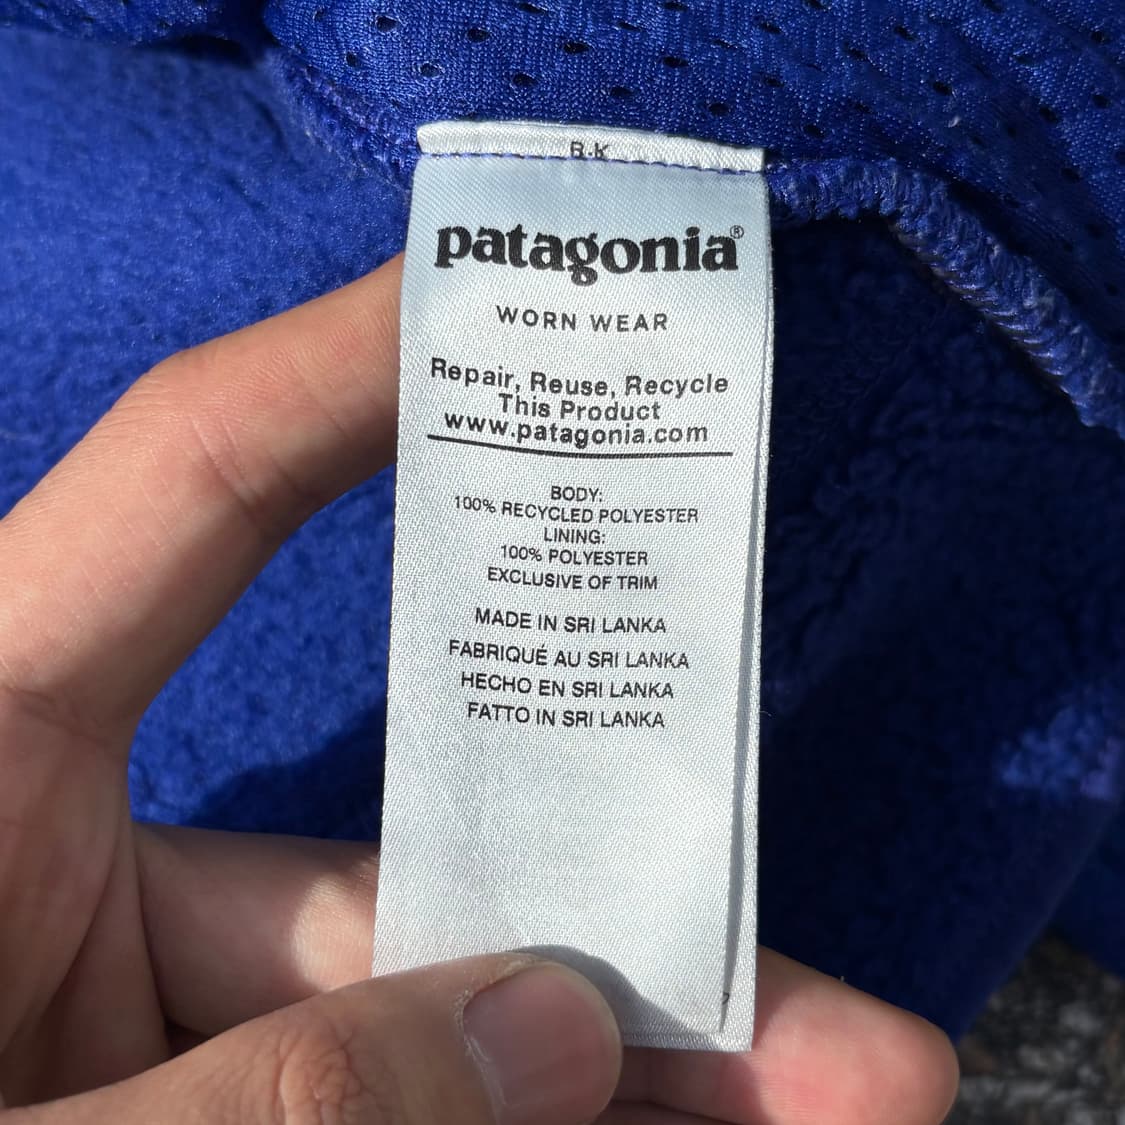 R.K
patagonia®
WORN WEAR
Repair, Reuse, Recycle
This Product
www.patagonia.com
BODY:
100% RECYCLED POLYESTER
LINING:
100% POLYESTER
EXCLUSIVE OF TRIM
MADE IN SRI LANKA
FABRIQUÉ AU SRI LANKA
HECHO EN SRI LANKA
FATTO IN SRI LANKA